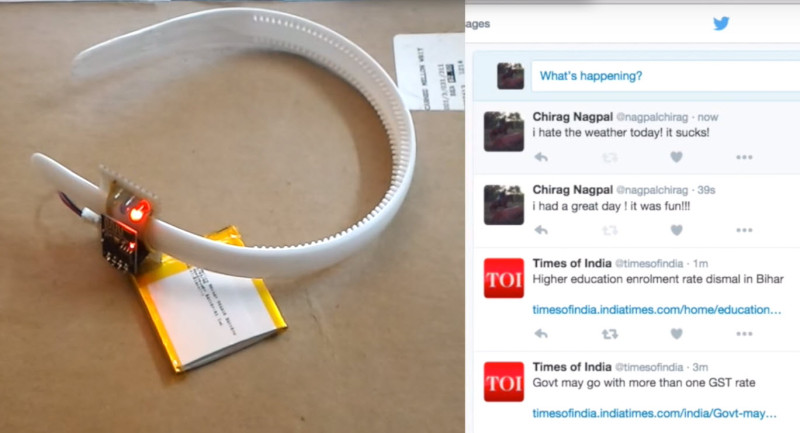 ages
What's happening?
Chirag Nagpal @nagpalchirag · now
i hate the weather today! it sucks!
Chirag Nagpal @nagpalchirag · 39s
i had a great day ! it was fun!!!
TOI
Times of India @timesofindia · 1m
Higher education enrolment rate dismal in Bihar
timesofindia.indiatimes.com/home/education...
TOI
Times of India @timesofindia · 3m
Govt may go with more than one GST rate
timesofindia.indiatimes.com/india/Govt-may...